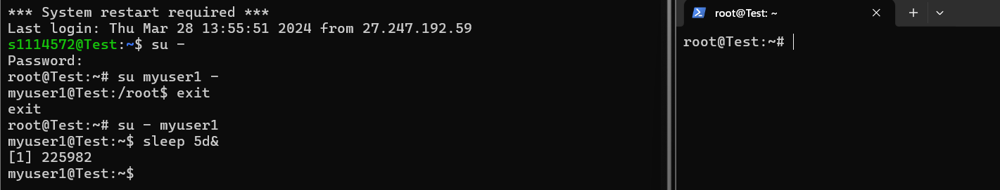 *** System restart required ***
Last login: Thu Mar 28 13:55:51 2024 from 27.247.192.59
s1114572@Test:~$ su -
Password:
root@Test:~# su myuser1 -
myuser1@Test:/root$ exit
exit
root@Test:~# su - myuser1
myuser1@Test:~$ sleep 5d&
[1] 225982
myuser1@Test:~$
root@Test: ~
root@Test:~#